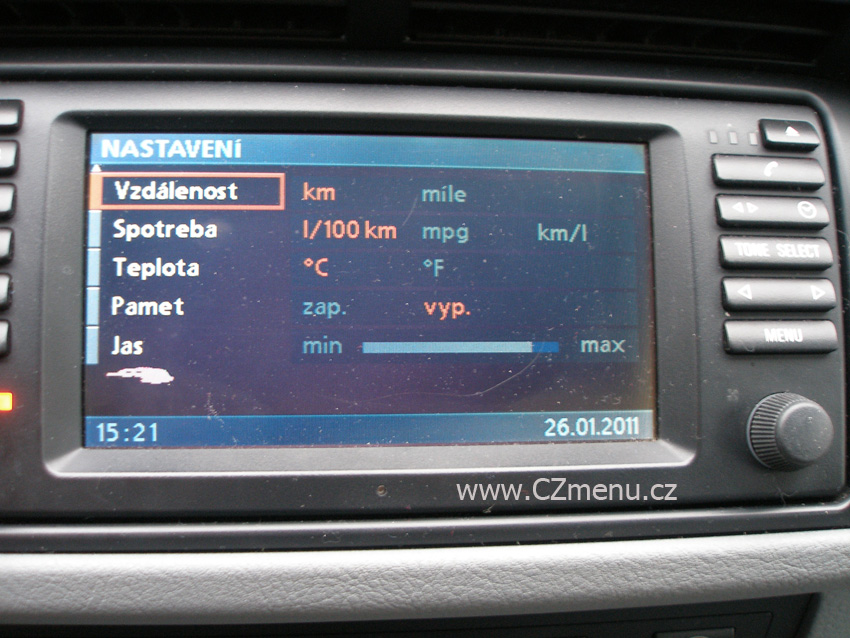 NASTAVENÍ
Vzdálenost km míle
Spotreba l/100 km mpg km/l
Teplota °C °F
Pamet zap. vyp.
Jas min max
15:21 26.01.2011
TONE SELECT
MENU
www.CZmenu.cz